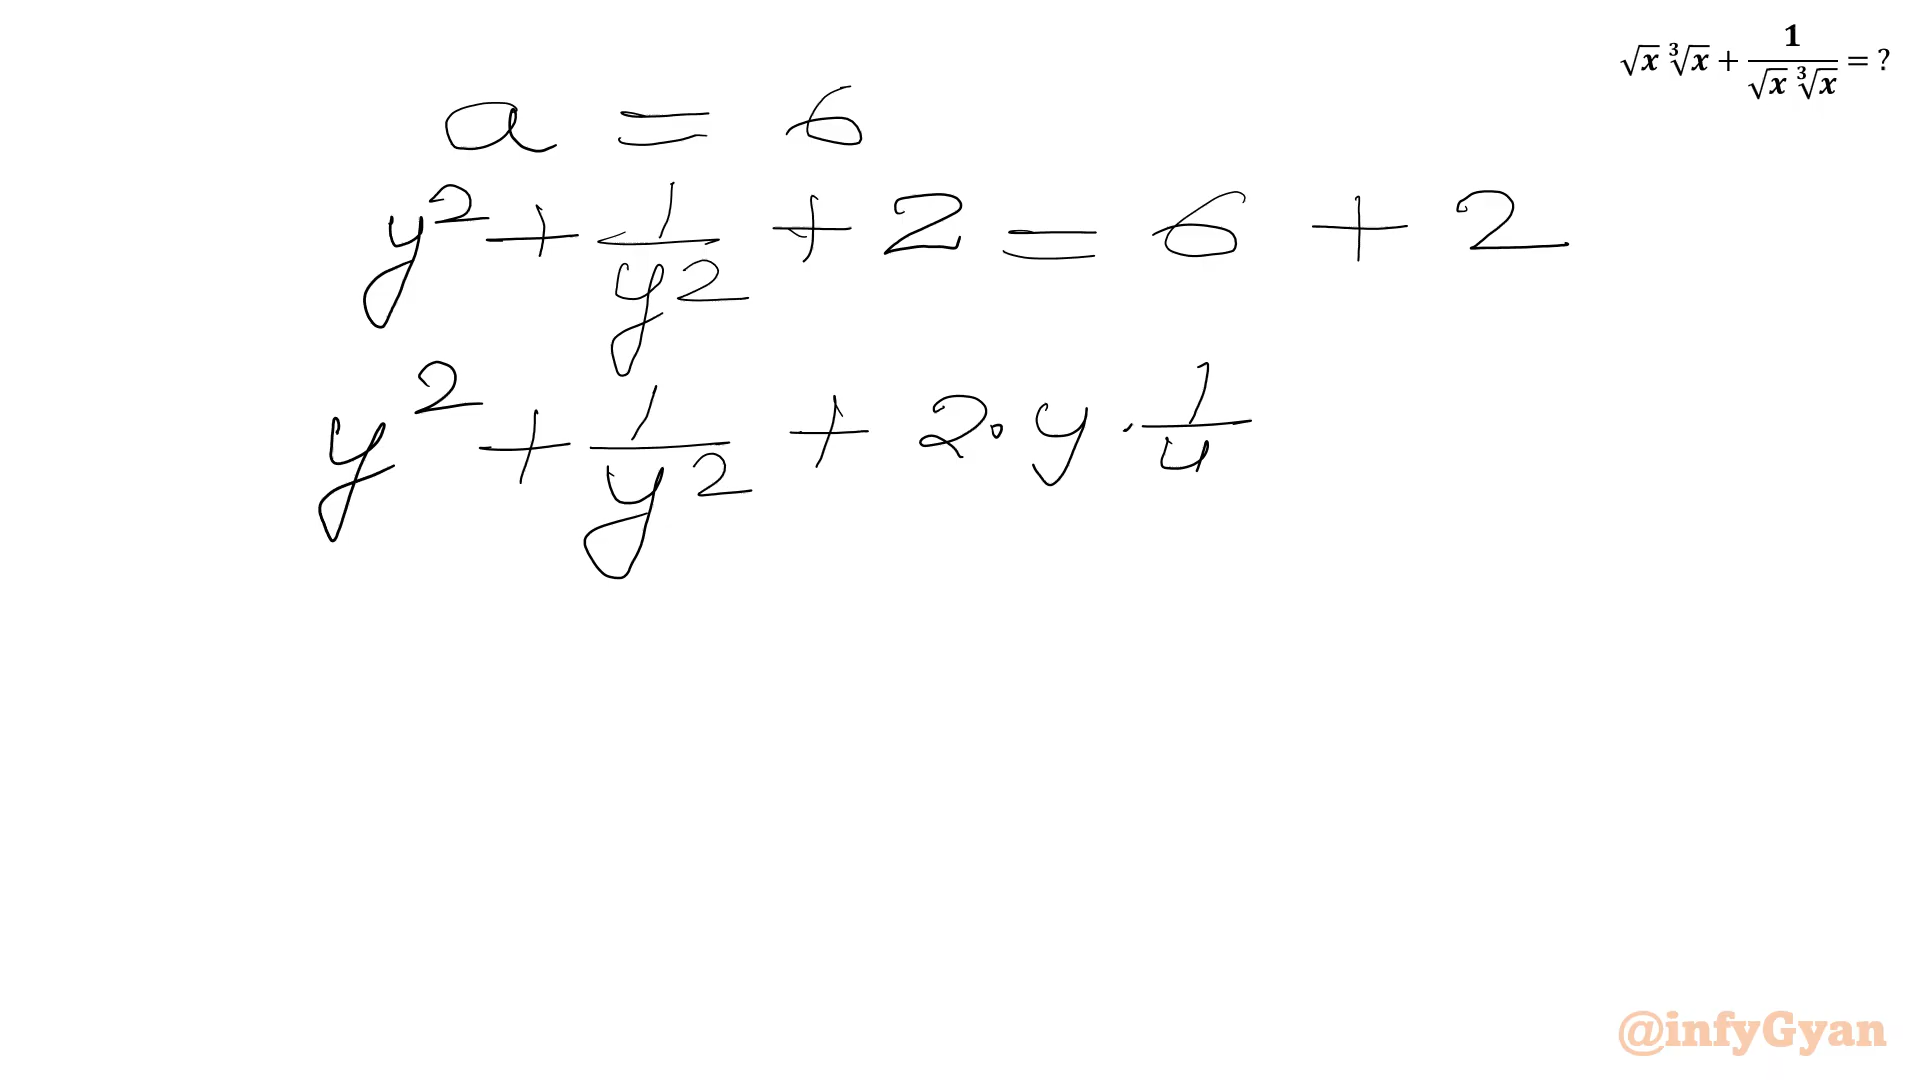 √x ∛x + 1/(√x ∛x) = ?
a = 6
y² + 1/y² + 2 = 6 + 2
y² + 1/y² + 2 · y · 1/y
@infyGyan